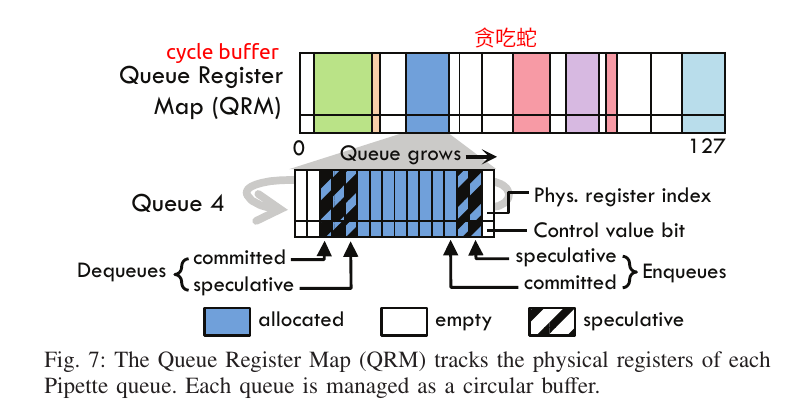 贪吃蛇
cycle buffer
Queue Register
Map (QRM)
0
127
Queue grows
Queue 4
Phys. register index
Control value bit
Dequeues
committed
speculative
speculative
committed
Enqueues
allocated
empty
speculative
Fig. 7: The Queue Register Map (QRM) tracks the physical registers of each
Pipette queue. Each queue is managed as a circular buffer.